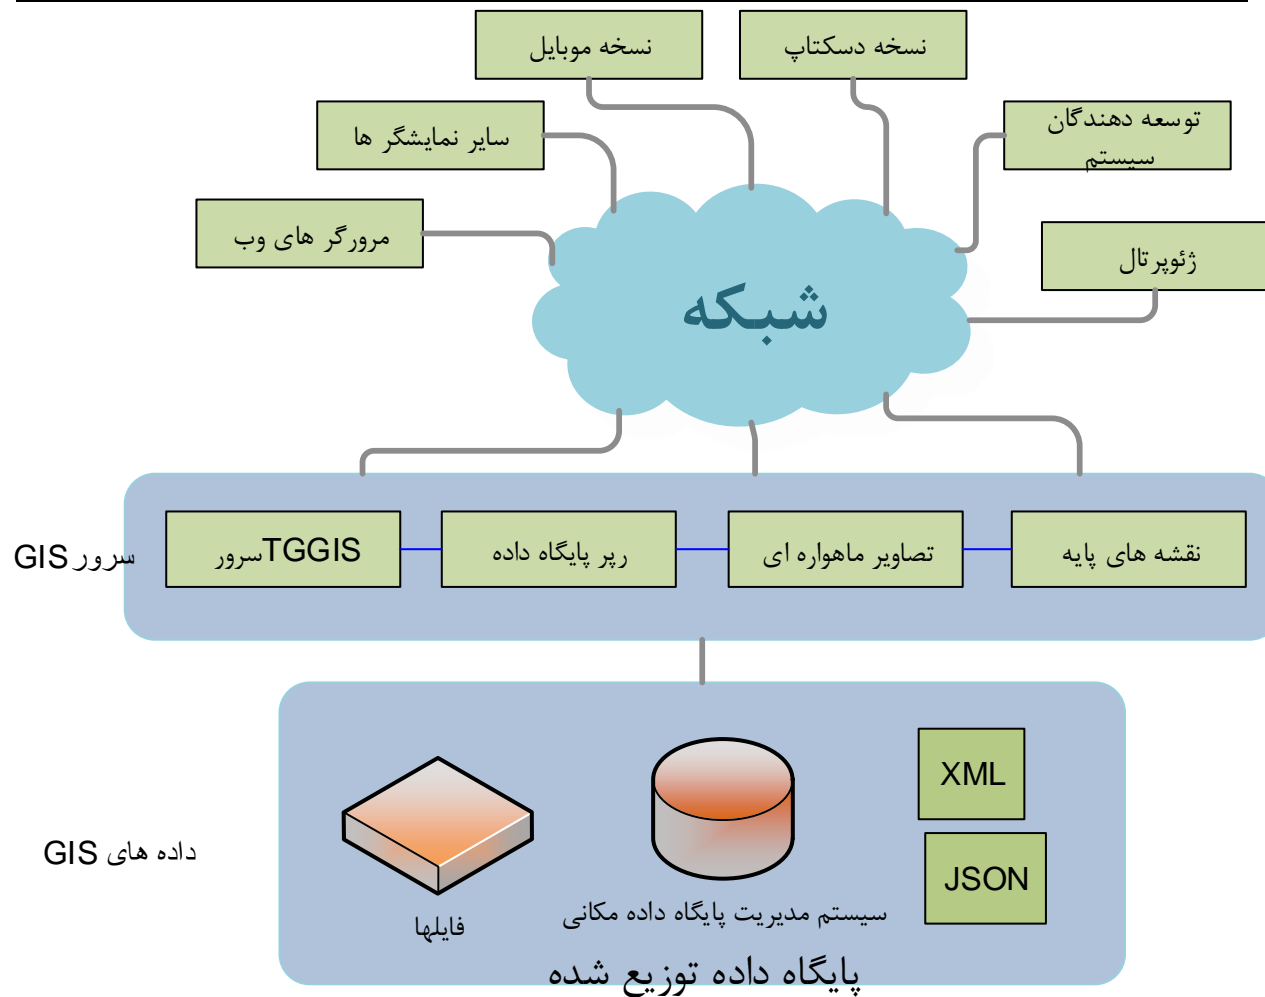 نسخه دسکتاپ
نسخه موبایل
توسعه دهندگان
سیستم
سایر نمایشگر ها
ژئوپرتال
مرورگر های وب
شبکه
نقشه های پایه
تصاویر ماهواره ای
رپر پایگاه داده
سرورTGGIS
سرور GIS
XML
JSON
سیستم مدیریت پایگاه داده مکانی
فایلها
داده های GIS
پایگاه داده توزیع شده